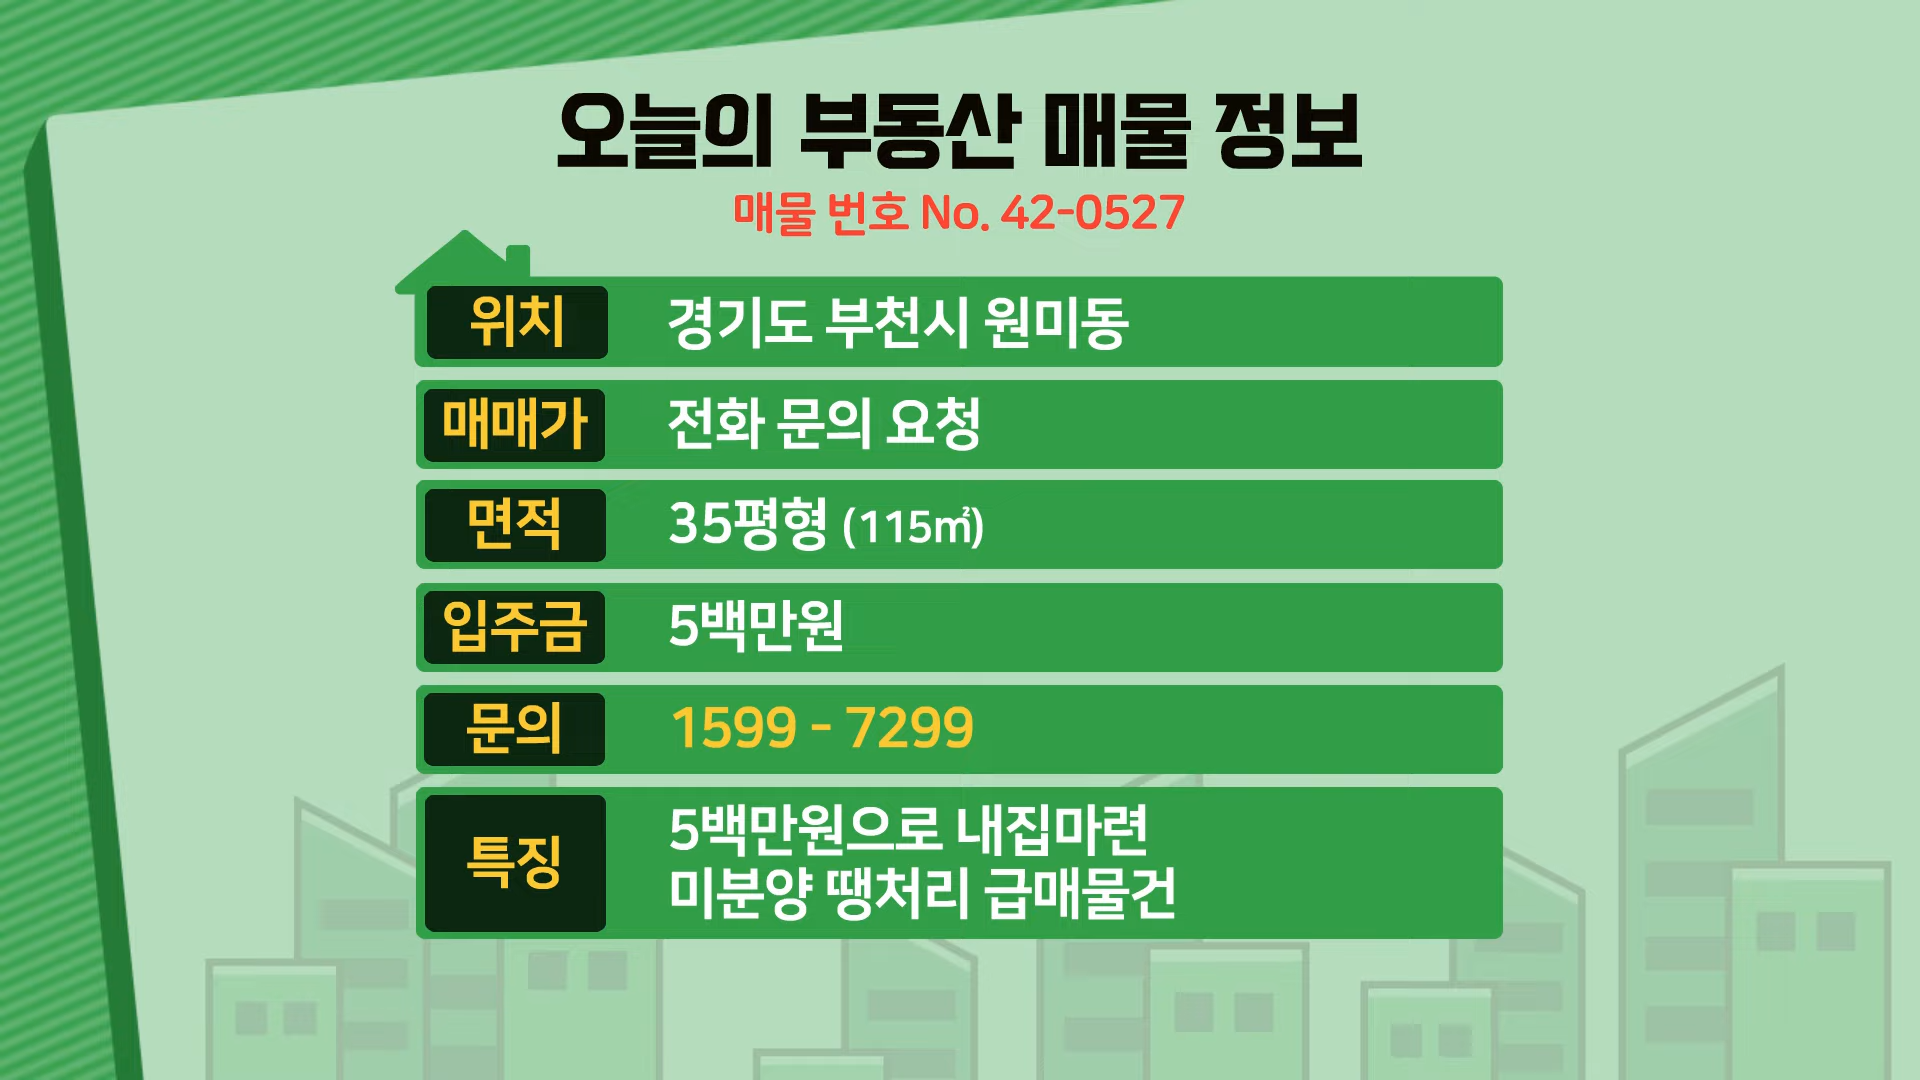 오늘의 부동산 매물 정보
매물 번호 No. 42-0527
위치 경기도 부천시 원미동
매매가 전화 문의 요청
면적 35평형 (115㎡)
입주금 5백만원
문의 1599 - 7299
특징 5백만원으로 내집마련
미분양 땡처리 급매물건